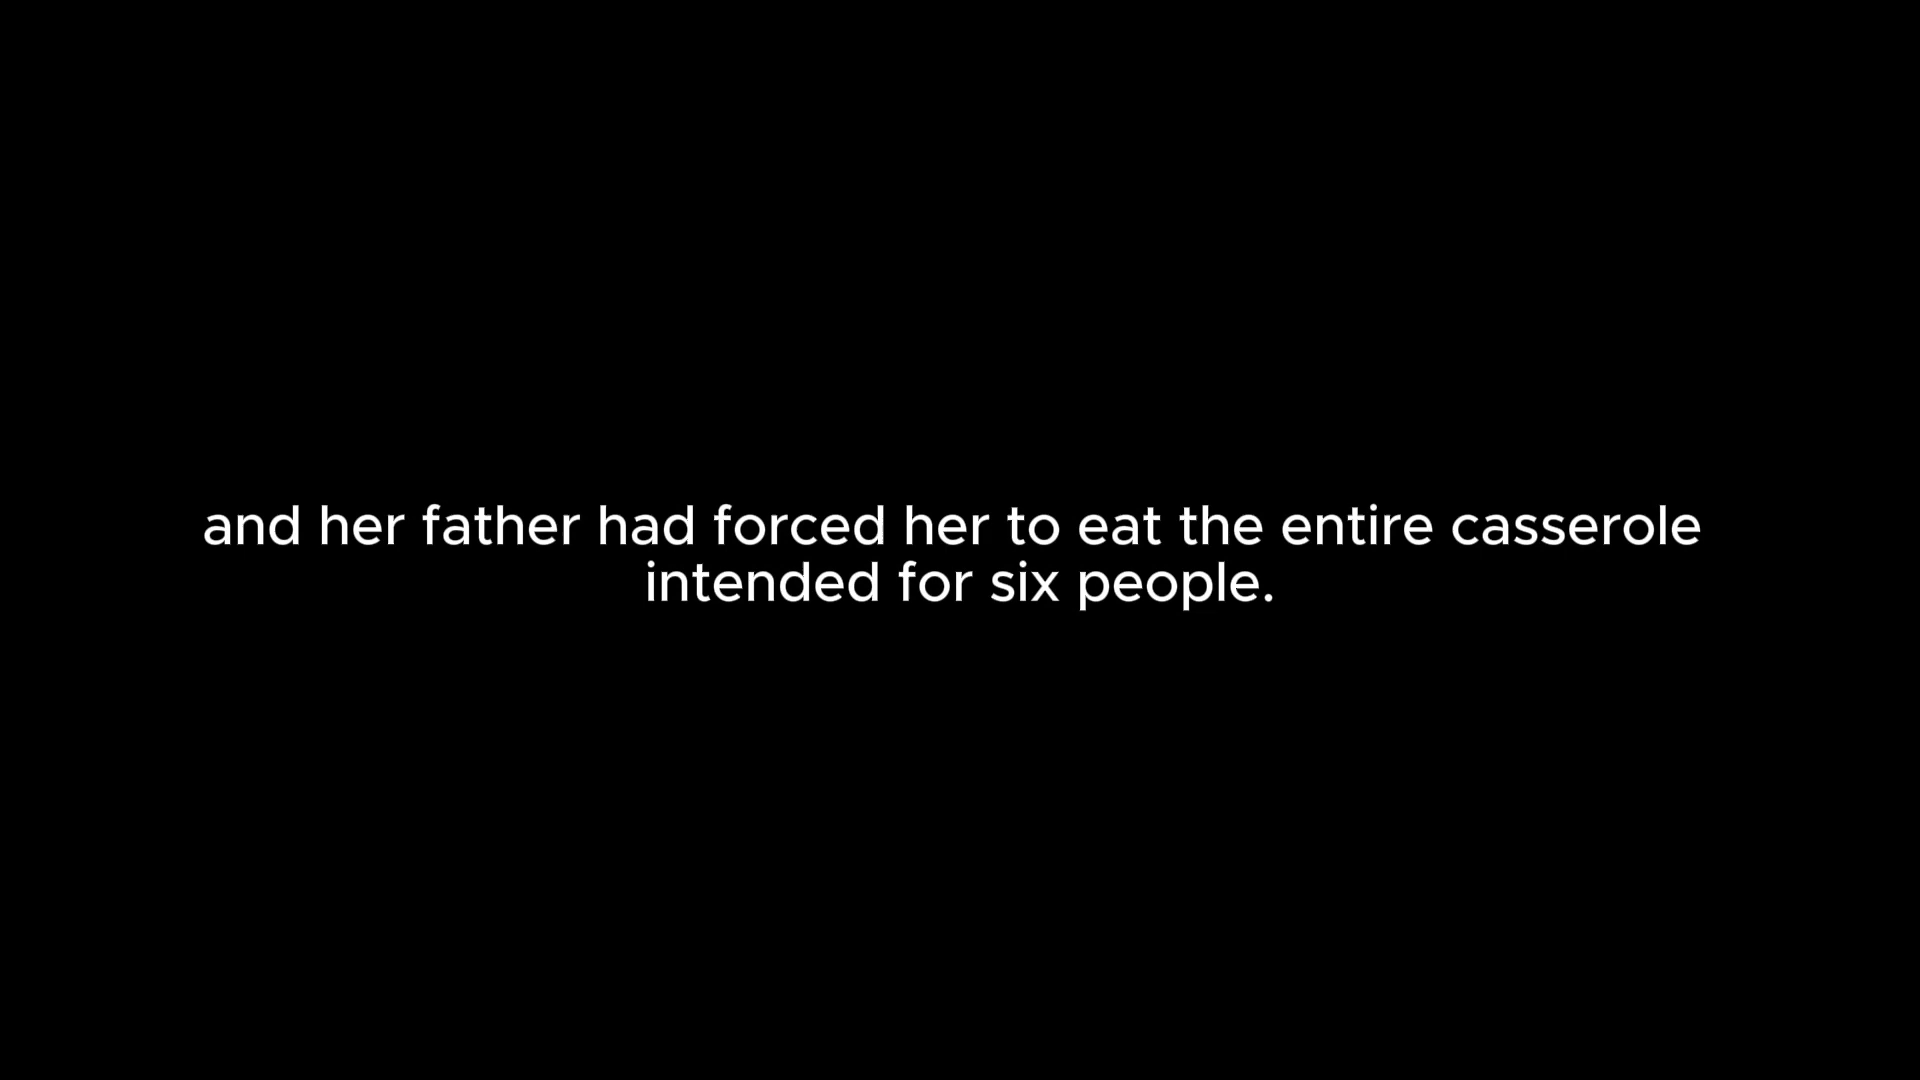 and her father had forced her to eat the entire casserole
intended for six people.